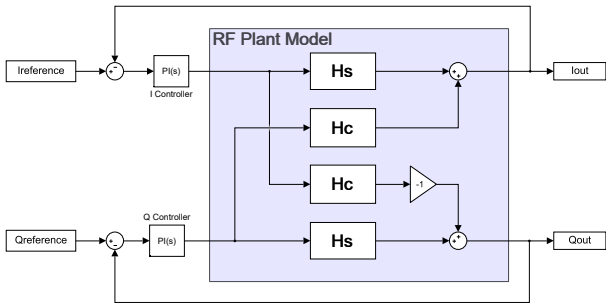 RF Plant Model
Ireference
+
−
PI(s)
I Controller
Hs
+
+
Iout
Hc
Hc
-1
Q Controller
Qreference
+
−
PI(s)
Hs
+
+
Qout